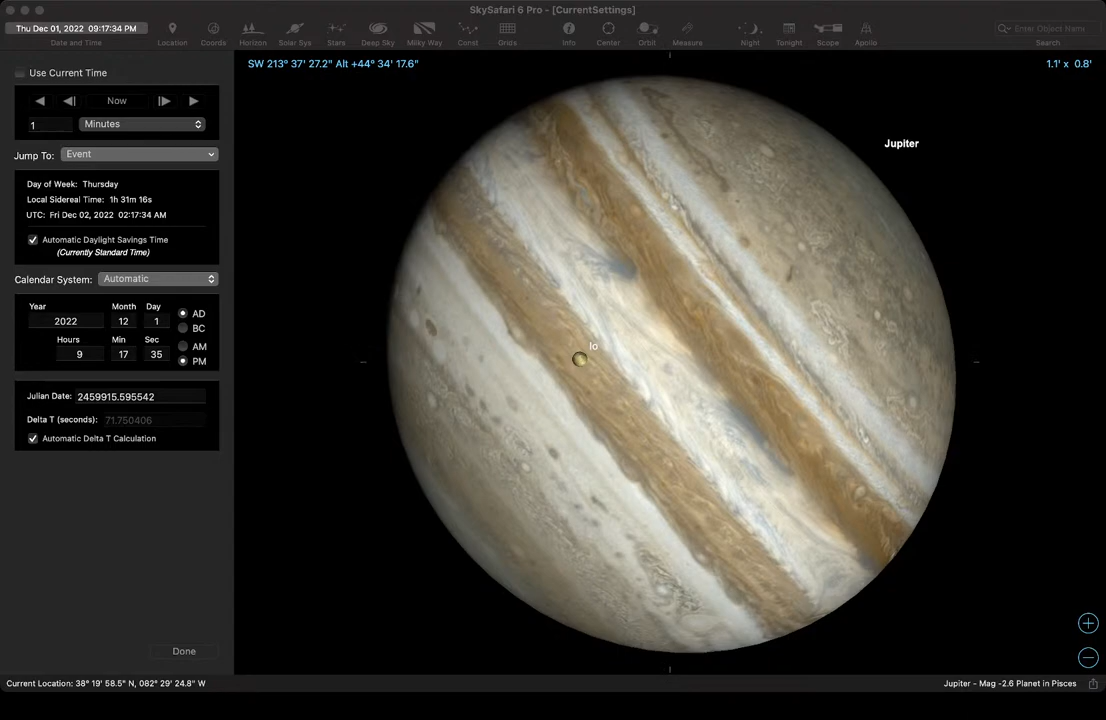 SkySafari 6 Pro - [CurrentSettings]
Thu Dec 01, 2022 09:17:34 PM
Date and Time
Location
Coords
Horizon
Solar Sys
Stars
Deep Sky
Milky Way
Const
Grids
Info
Center
Orbit
Measure
Night
Tonight
Scope
Apollo
Enter Object Name
Search
SW 213° 37' 27.2" Alt +44° 34' 17.6"
1.1' x 0.8'
Use Current Time
Now
1
Minutes
Jump To: Event
Day of Week: Thursday
Local Sidereal Time: 1h 31m 16s
UTC: Fri Dec 02, 2022 02:17:34 AM
Automatic Daylight Savings Time
(Currently Standard Time)
Calendar System: Automatic
Year Month Day
2022 12 1
AD
BC
Hours Min Sec
9 17 35
AM
PM
Julian Date: 2459915.595542
Delta T (seconds): 71.750406
Automatic Delta T Calculation
Done
Jupiter
Io
Current Location: 38° 19' 58.5" N, 082° 29' 24.8" W
Jupiter - Mag -2.6 Planet in Pisces